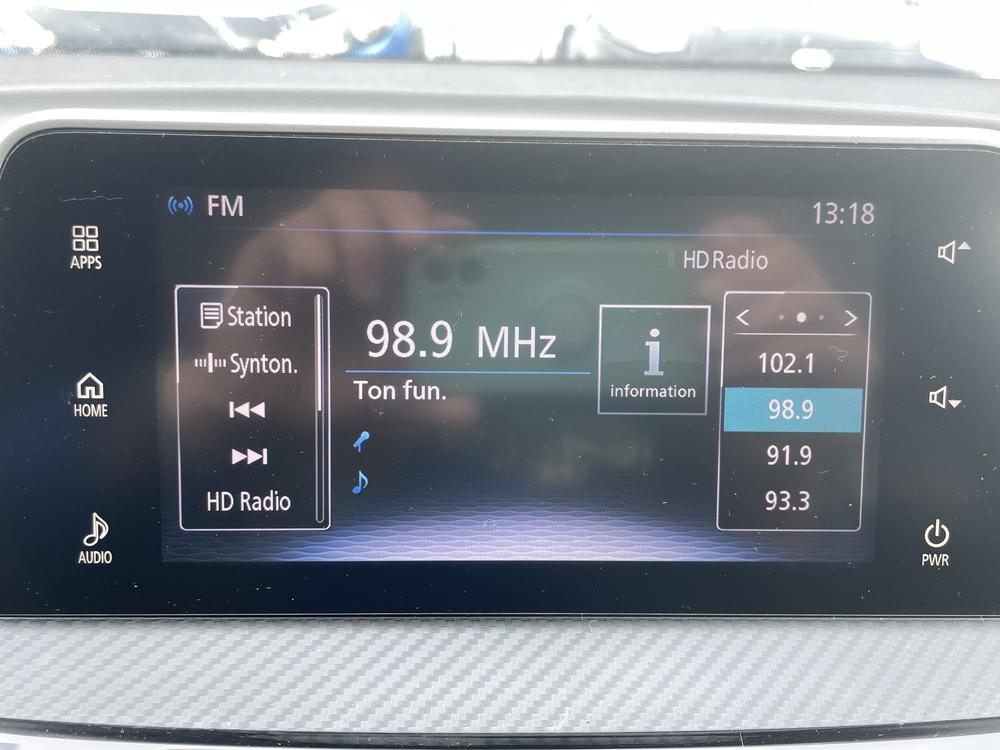 FM
13:18
APPS
HD Radio
Station
98.9 MHz
102.1
Synton.
Ton fun.
information
HOME
98.9
91.9
HD Radio
93.3
AUDIO
PWR